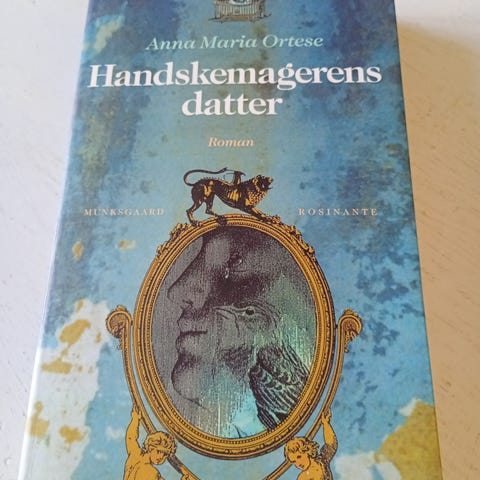 Anna Maria Ortese
Handskemagerens
datter
Roman
MUNKSGAARD ROSINANTE